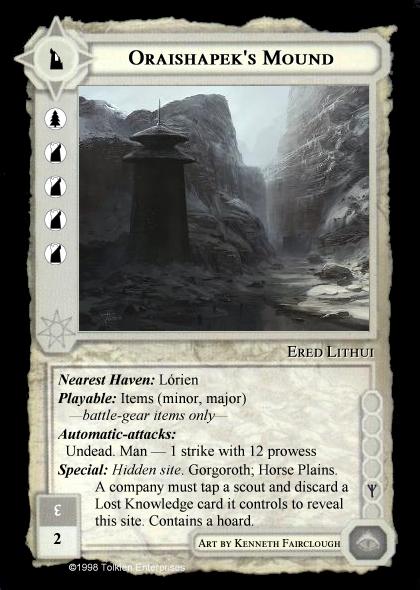 ORAISHAPEK'S MOUND
ERED LITHUI
Nearest Haven: Lórien
Playable: Items (minor, major)
—battle-gear items only—
Automatic-attacks:
Undead. Man — 1 strike with 12 prowess
Special: Hidden site. Gorgoroth; Horse Plains.
A company must tap a scout and discard a
Lost Knowledge card it controls to reveal
this site. Contains a hoard.
ε
2
ART BY KENNETH FAIRCLOUGH
©1998 Tolkien Enterprises